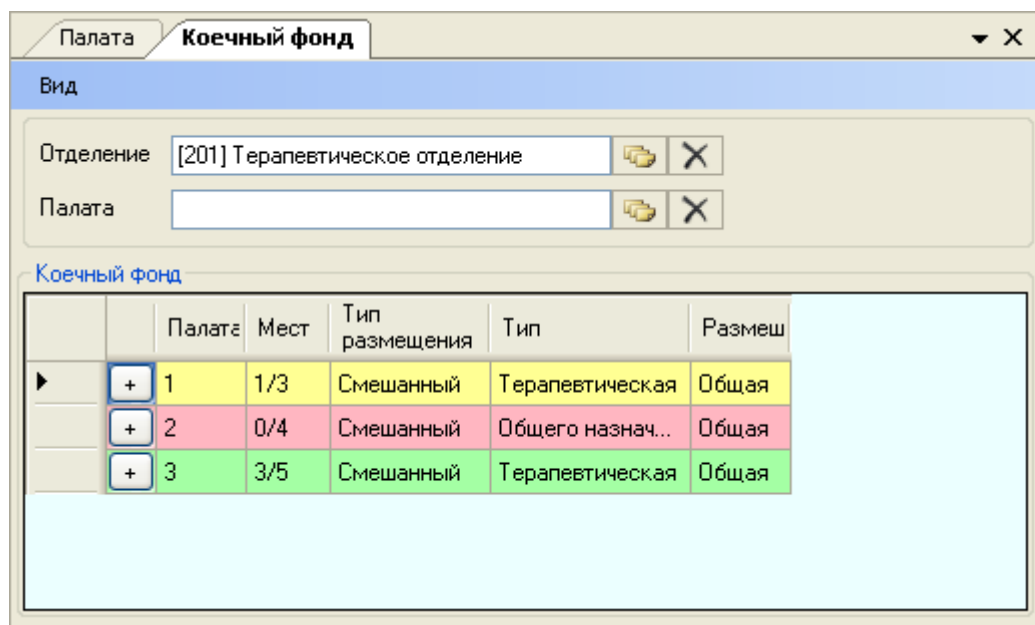 Палата Коечный фонд
Вид
Отделение [201] Терапевтическое отделение
Палата
Коечный фонд
Палата Мест Тип размещения Тип Размещ
+ 1 1/3 Смешанный Терапевтическая Общая
+ 2 0/4 Смешанный Общего назнач... Общая
+ 3 3/5 Смешанный Терапевтическая Общая